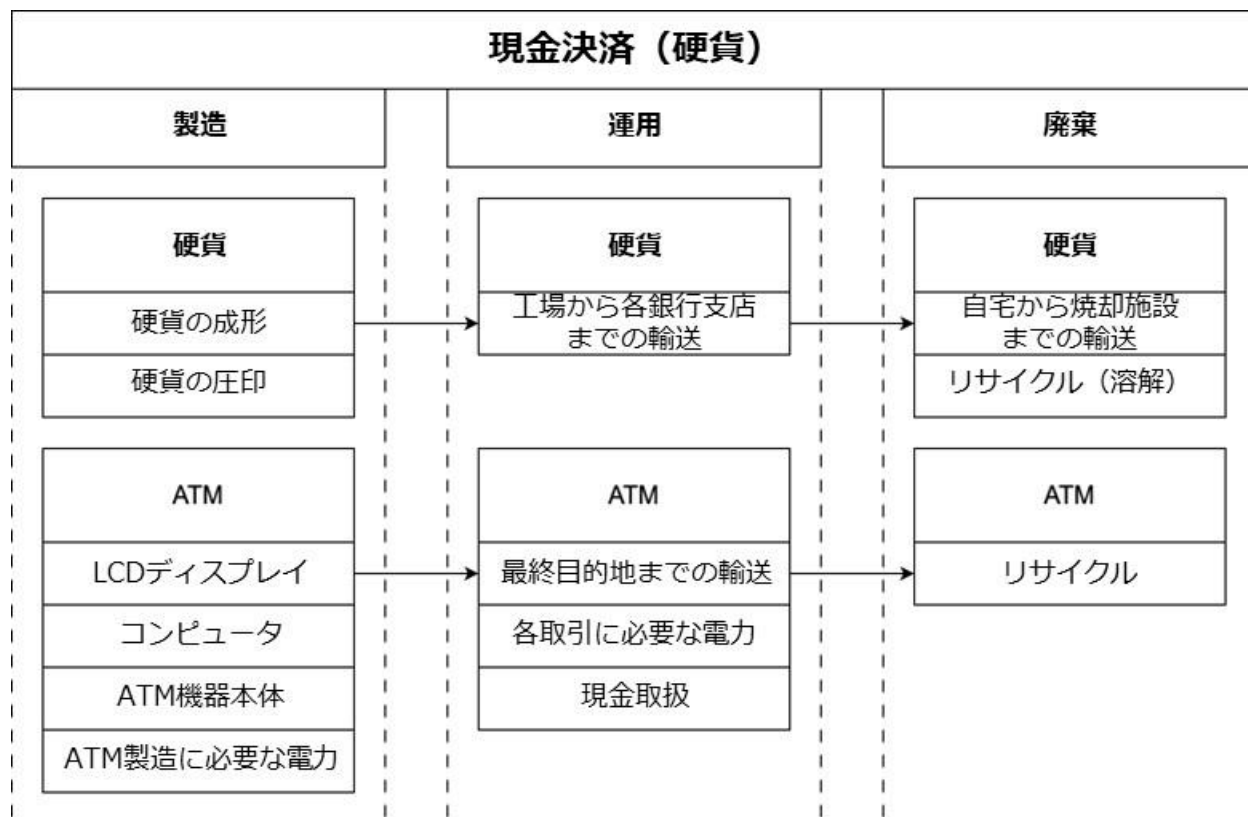 現金決済（硬貨）
製造
運用
廃棄
硬貨
硬貨の成形
硬貨の圧印
硬貨
工場から各銀行支店
までの輸送
硬貨
自宅から焼却施設
までの輸送
リサイクル（溶解）
ATM
LCDディスプレイ
コンピュータ
ATM機器本体
ATM製造に必要な電力
ATM
最終目的地までの輸送
各取引に必要な電力
現金取扱
ATM
リサイクル